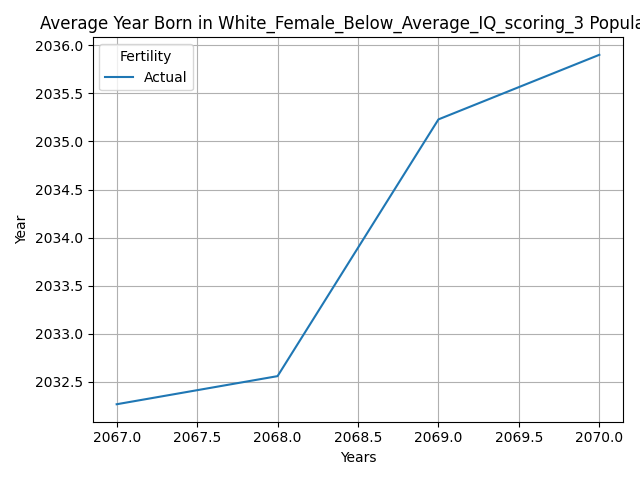 Average Year Born in White_Female_Below_Average_IQ_scoring_3 Popula
Fertility
Actual
2036.0
2035.5
2035.0
2034.5
2034.0
2033.5
2033.0
2032.5
Year
2067.0 2067.5 2068.0 2068.5 2069.0 2069.5 2070.0
Years